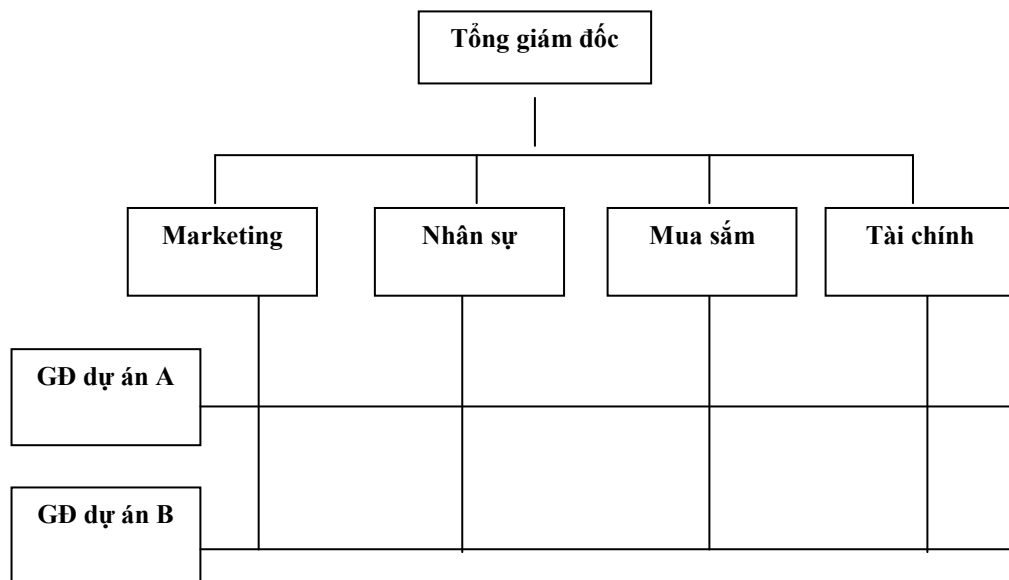 Tổng giám đốc
Marketing
Nhân sự
Mua sắm
Tài chính
GĐ dự án A
GĐ dự án B